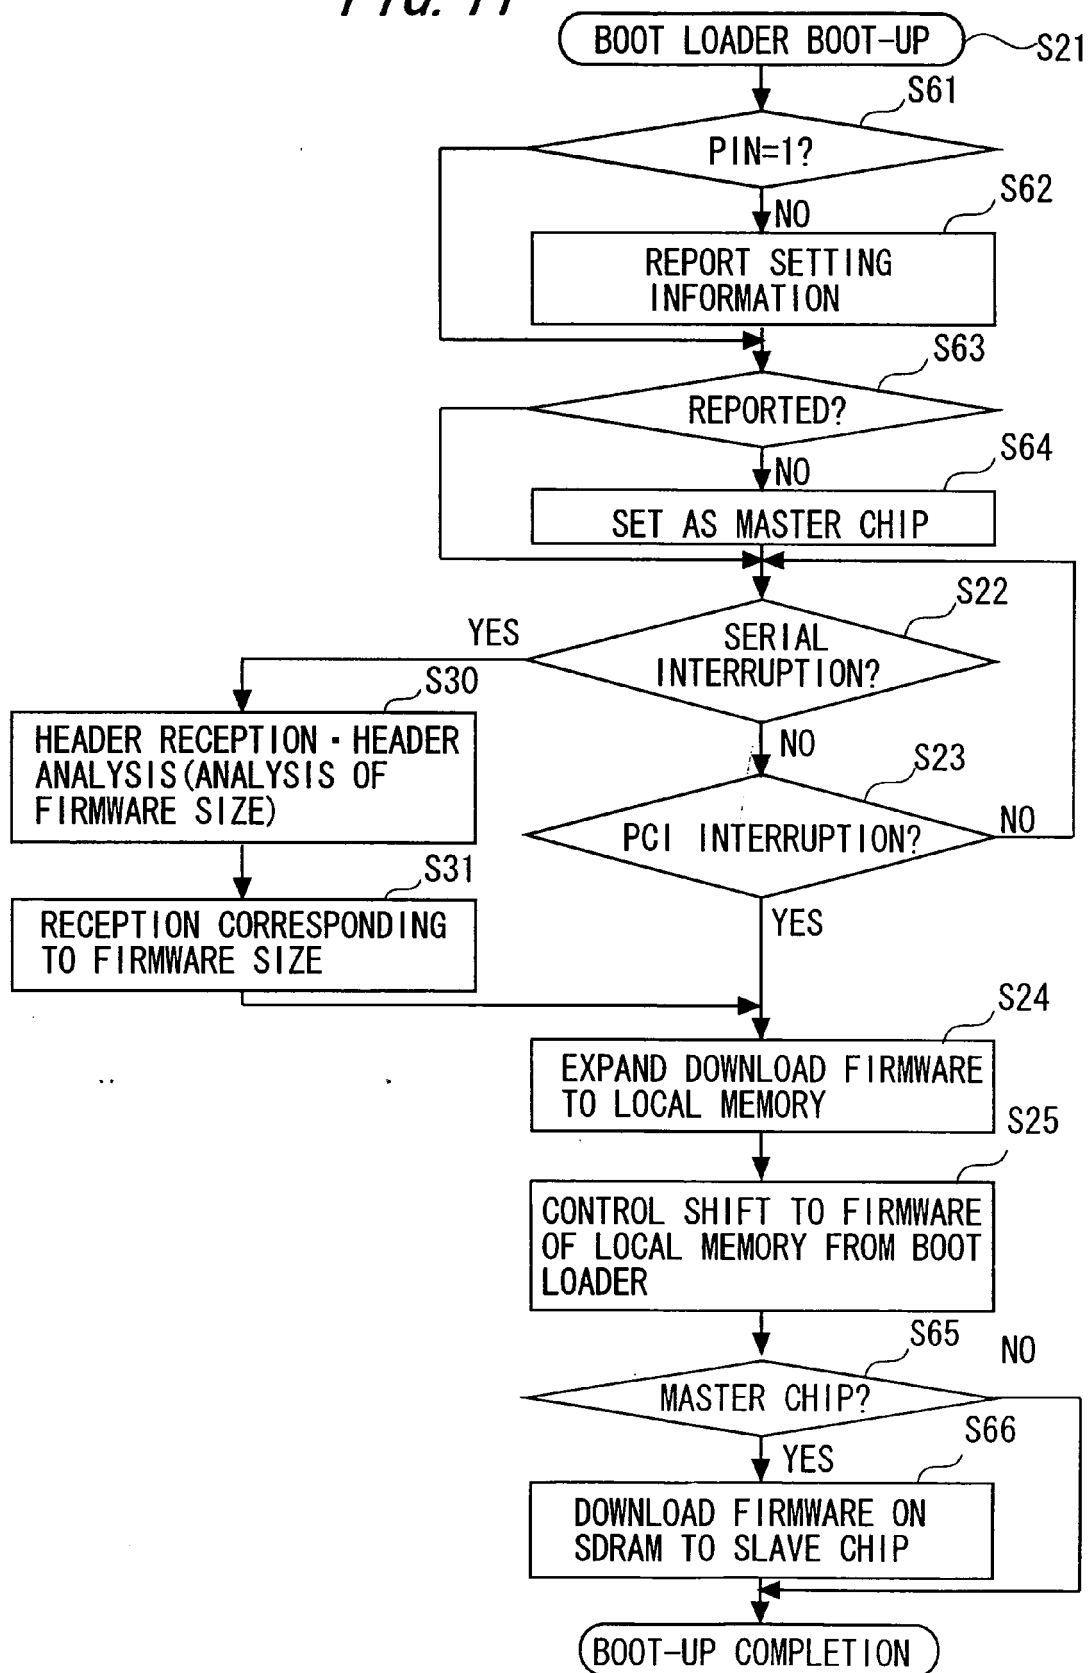 FIG. 11
BOOT LOADER BOOT-UP
S21
S61
PIN=1?
S62
NO
REPORT SETTING
INFORMATION
S63
REPORTED?
S64
NO
SET AS MASTER CHIP
S22
YES
SERIAL
INTERRUPTION?
S30
HEADER RECEPTION・HEADER
ANALYSIS(ANALYSIS OF
FIRMWARE SIZE)
NO
S23
PCI INTERRUPTION?
NO
S31
RECEPTION CORRESPONDING
TO FIRMWARE SIZE
YES
S24
EXPAND DOWNLOAD FIRMWARE
TO LOCAL MEMORY
S25
CONTROL SHIFT TO FIRMWARE
OF LOCAL MEMORY FROM BOOT
LOADER
S65
NO
MASTER CHIP?
S66
YES
DOWNLOAD FIRMWARE ON
SDRAM TO SLAVE CHIP
BOOT-UP COMPLETION